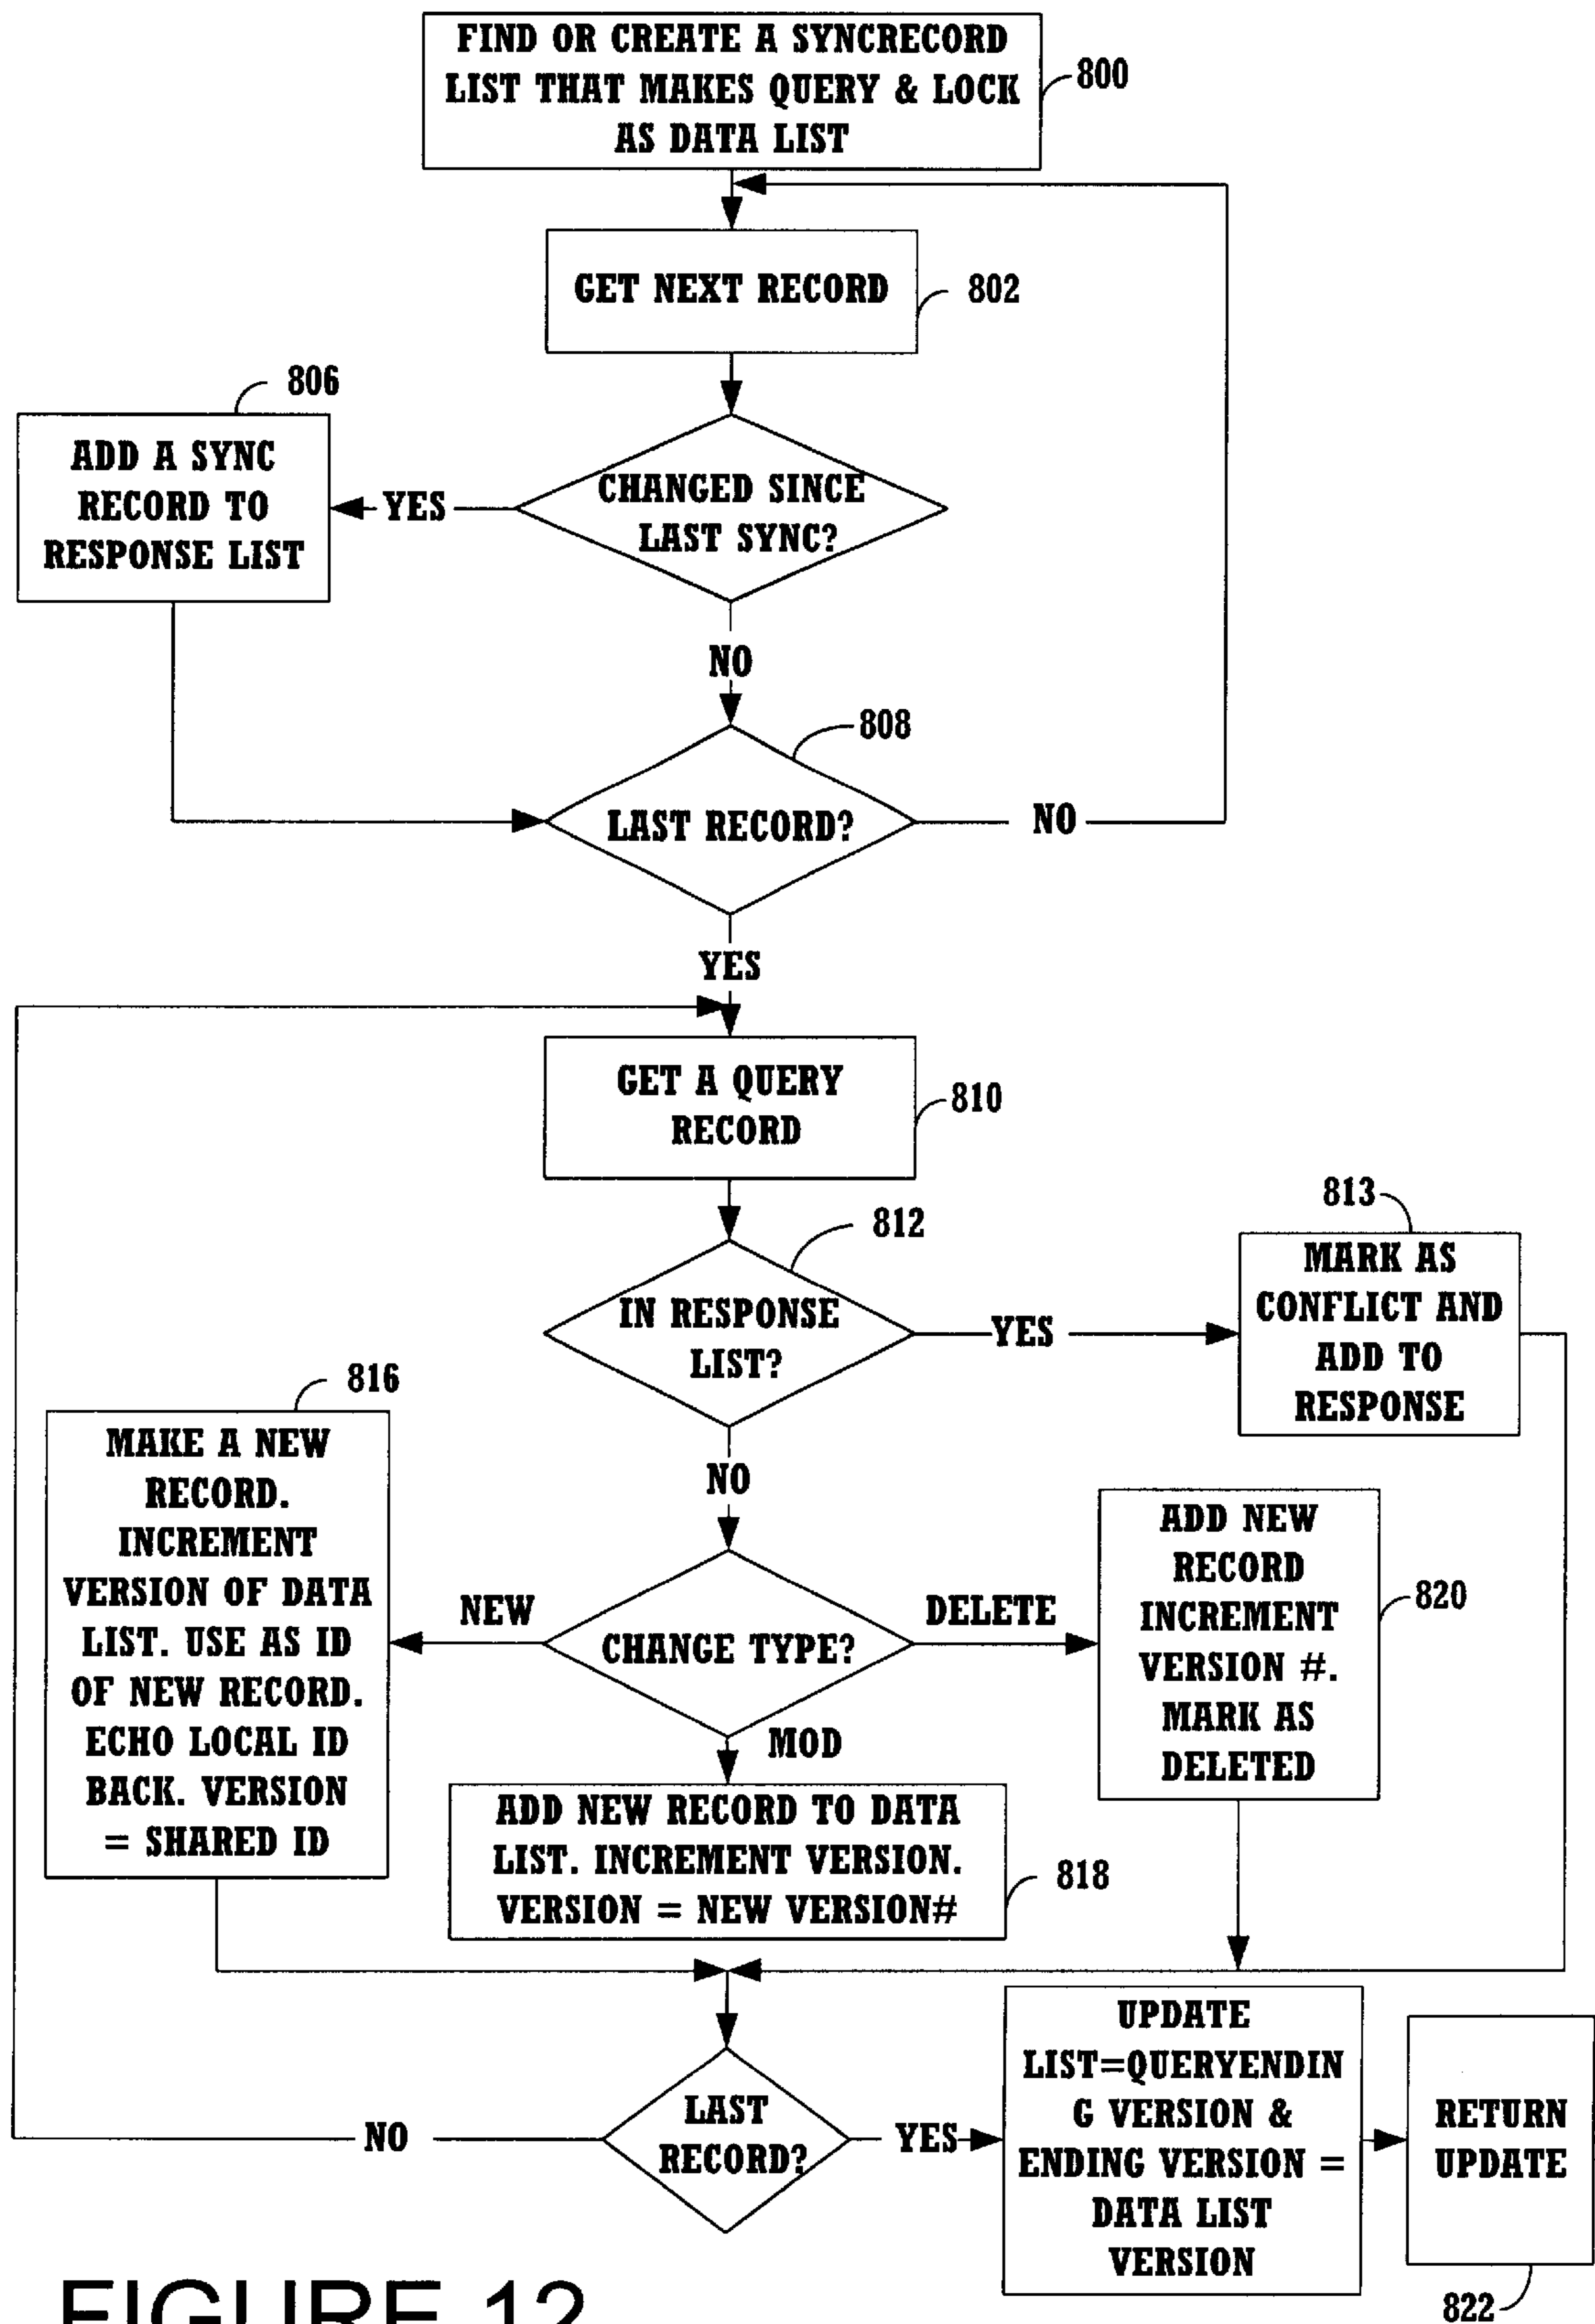 FIND OR CREATE A SYNCRECORD
LIST THAT MAKES QUERY & LOCK
AS DATA LIST
800
GET NEXT RECORD
802
806
ADD A SYNC
RECORD TO
RESPONSE LIST
YES
CHANGED SINCE
LAST SYNC?
NO
808
LAST RECORD?
NO
YES
GET A QUERY
RECORD
810
812
IN RESPONSE
LIST?
YES
813
MARK AS
CONFLICT AND
ADD TO
RESPONSE
NO
816
MAKE A NEW
RECORD.
INCREMENT
VERSION OF DATA
LIST. USE AS ID
OF NEW RECORD.
ECHO LOCAL ID
BACK. VERSION
= SHARED ID
NEW
CHANGE TYPE?
DELETE
ADD NEW
RECORD
INCREMENT
VERSION #.
MARK AS
DELETED
820
MOD
ADD NEW RECORD TO DATA
LIST. INCREMENT VERSION.
VERSION = NEW VERSION#
818
NO
LAST
RECORD?
YES
UPDATE
LIST=QUERYENDIN
G VERSION &
ENDING VERSION =
DATA LIST
VERSION
RETURN
UPDATE
822
FIGURE 12